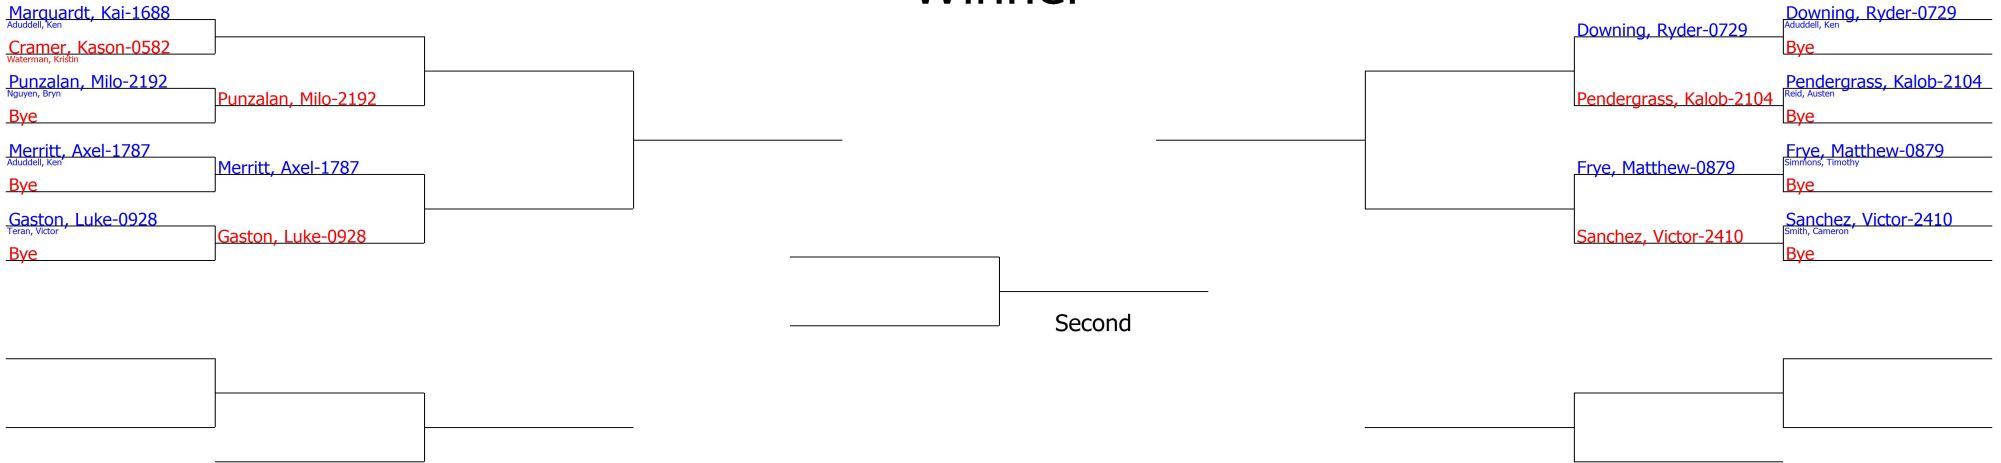 Winner
Marquardt, Kai-1688
Aduddell, Ken
Cramer, Kason-0582
Waterman, Kristin
Punzalan, Milo-2192
Nguyen, Bryn
Bye
Merritt, Axel-1787
Aduddell, Ken
Bye
Gaston, Luke-0928
Teran, Victor
Bye
Punzalan, Milo-2192
Merritt, Axel-1787
Gaston, Luke-0928
Second
Downing, Ryder-0729
Pendergrass, Kalob-2104
Frye, Matthew-0879
Sanchez, Victor-2410
Downing, Ryder-0729
Aduddell, Ken
Bye
Pendergrass, Kalob-2104
Reid, Austen
Bye
Frye, Matthew-0879
Simmons, Timothy
Bye
Sanchez, Victor-2410
Smith, Cameron
Bye